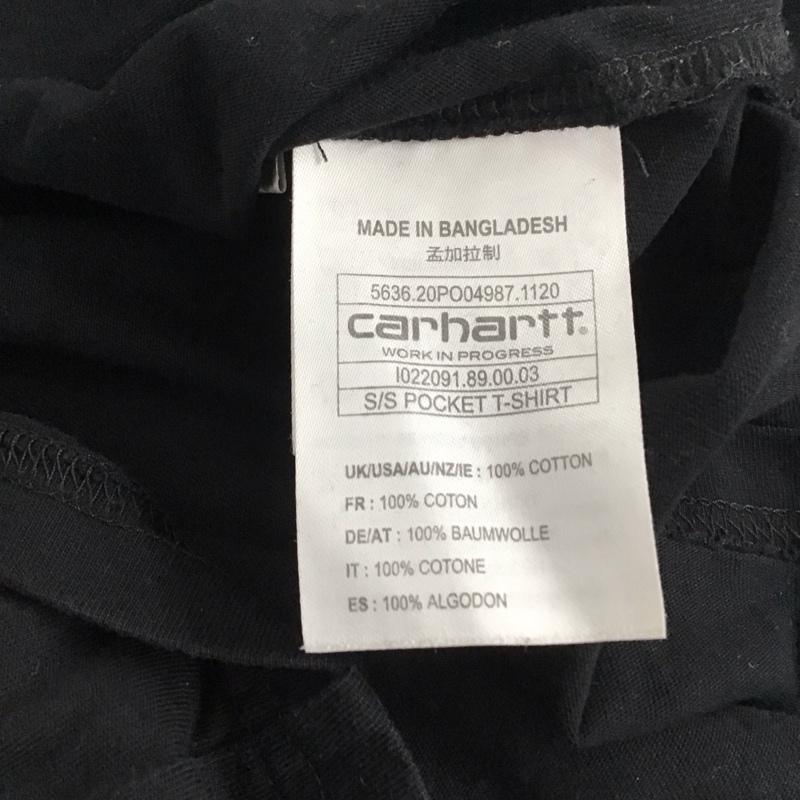 MADE IN BANGLADESH
孟加拉制
5636.20PO04987.1120
carhartt®
WORK IN PROGRESS
I022091.89.00.03
S/S POCKET T-SHIRT
UK/USA/AU/NZ/IE : 100% COTTON
FR : 100% COTON
DE/AT : 100% BAUMWOLLE
IT : 100% COTONE
ES : 100% ALGODON